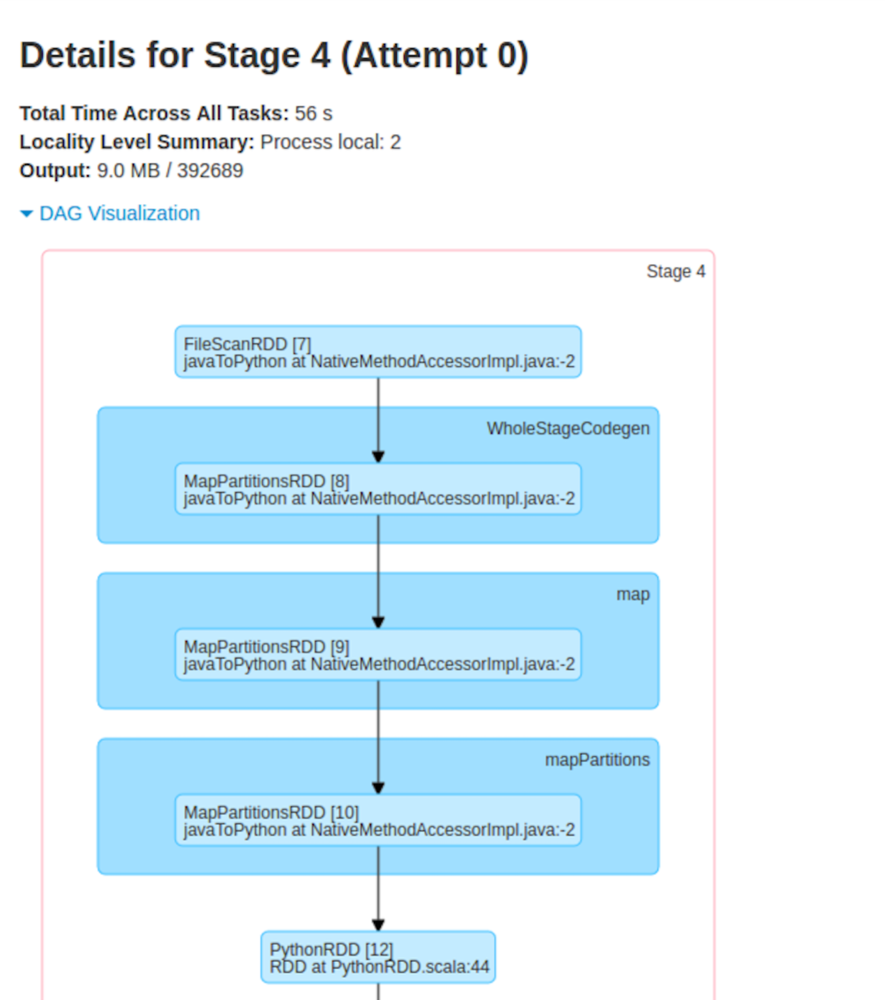 Details for Stage 4 (Attempt 0)
Total Time Across All Tasks: 56 s
Locality Level Summary: Process local: 2
Output: 9.0 MB / 392689
DAG Visualization
Stage 4
FileScanRDD [7]
javaToPython at NativeMethodAccessorImpl.java:-2
WholeStageCodegen
MapPartitionsRDD [8]
javaToPython at NativeMethodAccessorImpl.java:-2
map
MapPartitionsRDD [9]
javaToPython at NativeMethodAccessorImpl.java:-2
mapPartitions
MapPartitionsRDD [10]
javaToPython at NativeMethodAccessorImpl.java:-2
PythonRDD [12]
RDD at PythonRDD.scala:44